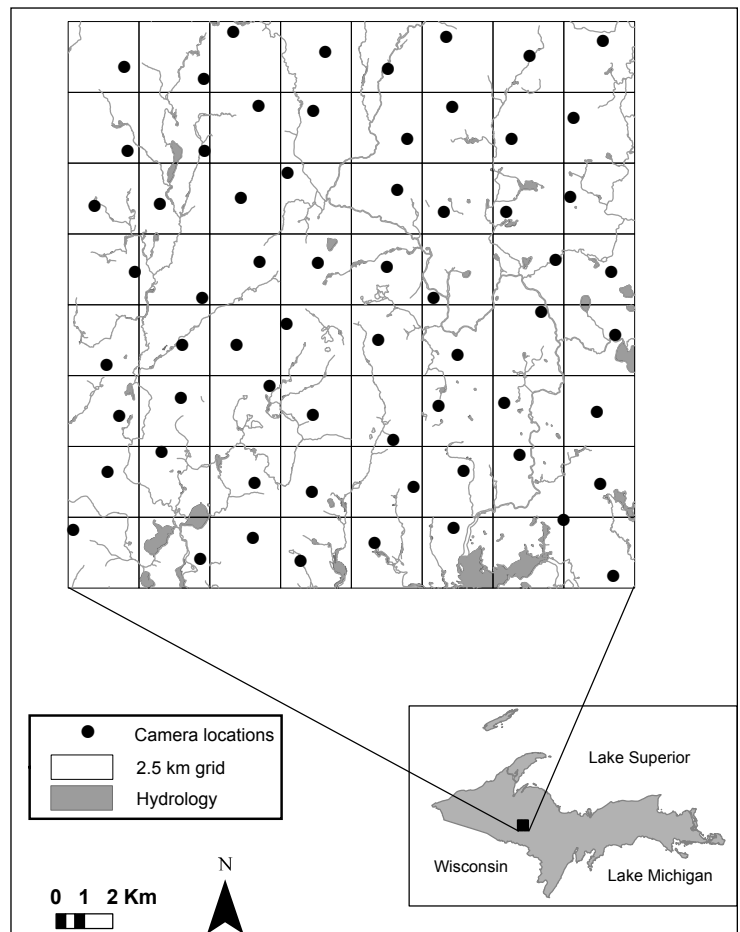 Camera locations
2.5 km grid
Hydrology
0 1 2 Km
N
Lake Superior
Wisconsin
Lake Michigan